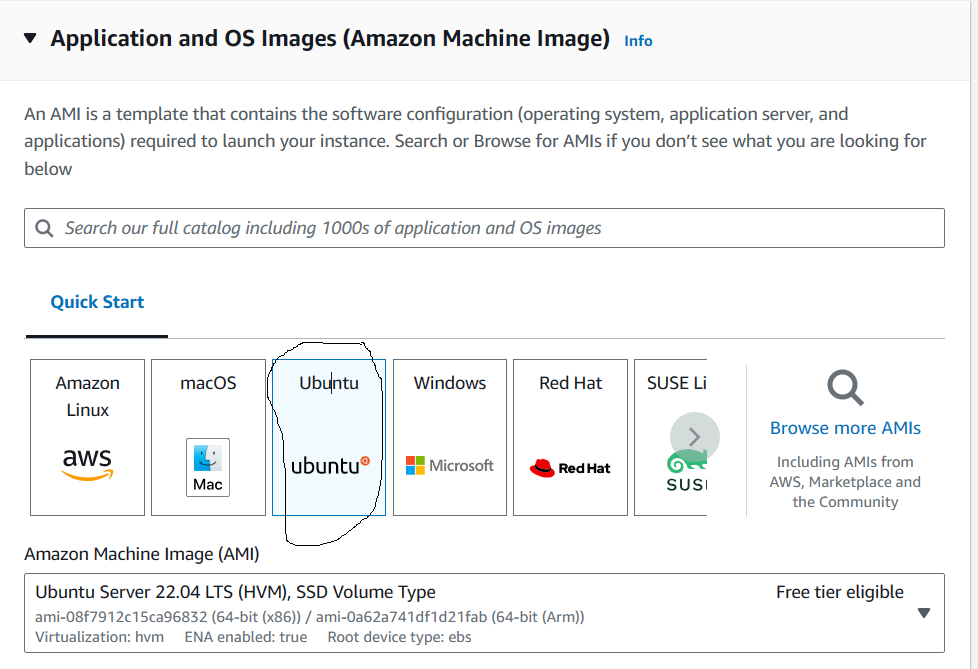 Application and OS Images (Amazon Machine Image) Info
An AMI is a template that contains the software configuration (operating system, application server, and
applications) required to launch your instance. Search or Browse for AMIs if you don’t see what you are looking for
below
Search our full catalog including 1000s of application and OS images
Quick Start
Amazon
Linux
aws
macOS
Mac
Ubuntu
ubuntu
Windows
Microsoft
Red Hat
Red Hat
SUSE Li
SUS
Browse more AMIs
Including AMIs from
AWS, Marketplace and
the Community
Amazon Machine Image (AMI)
Ubuntu Server 22.04 LTS (HVM), SSD Volume Type Free tier eligible
ami-08f7912c15ca96832 (64-bit (x86)) / ami-0a62a741df1d21fab (64-bit (Arm))
Virtualization: hvm ENA enabled: true Root device type: ebs